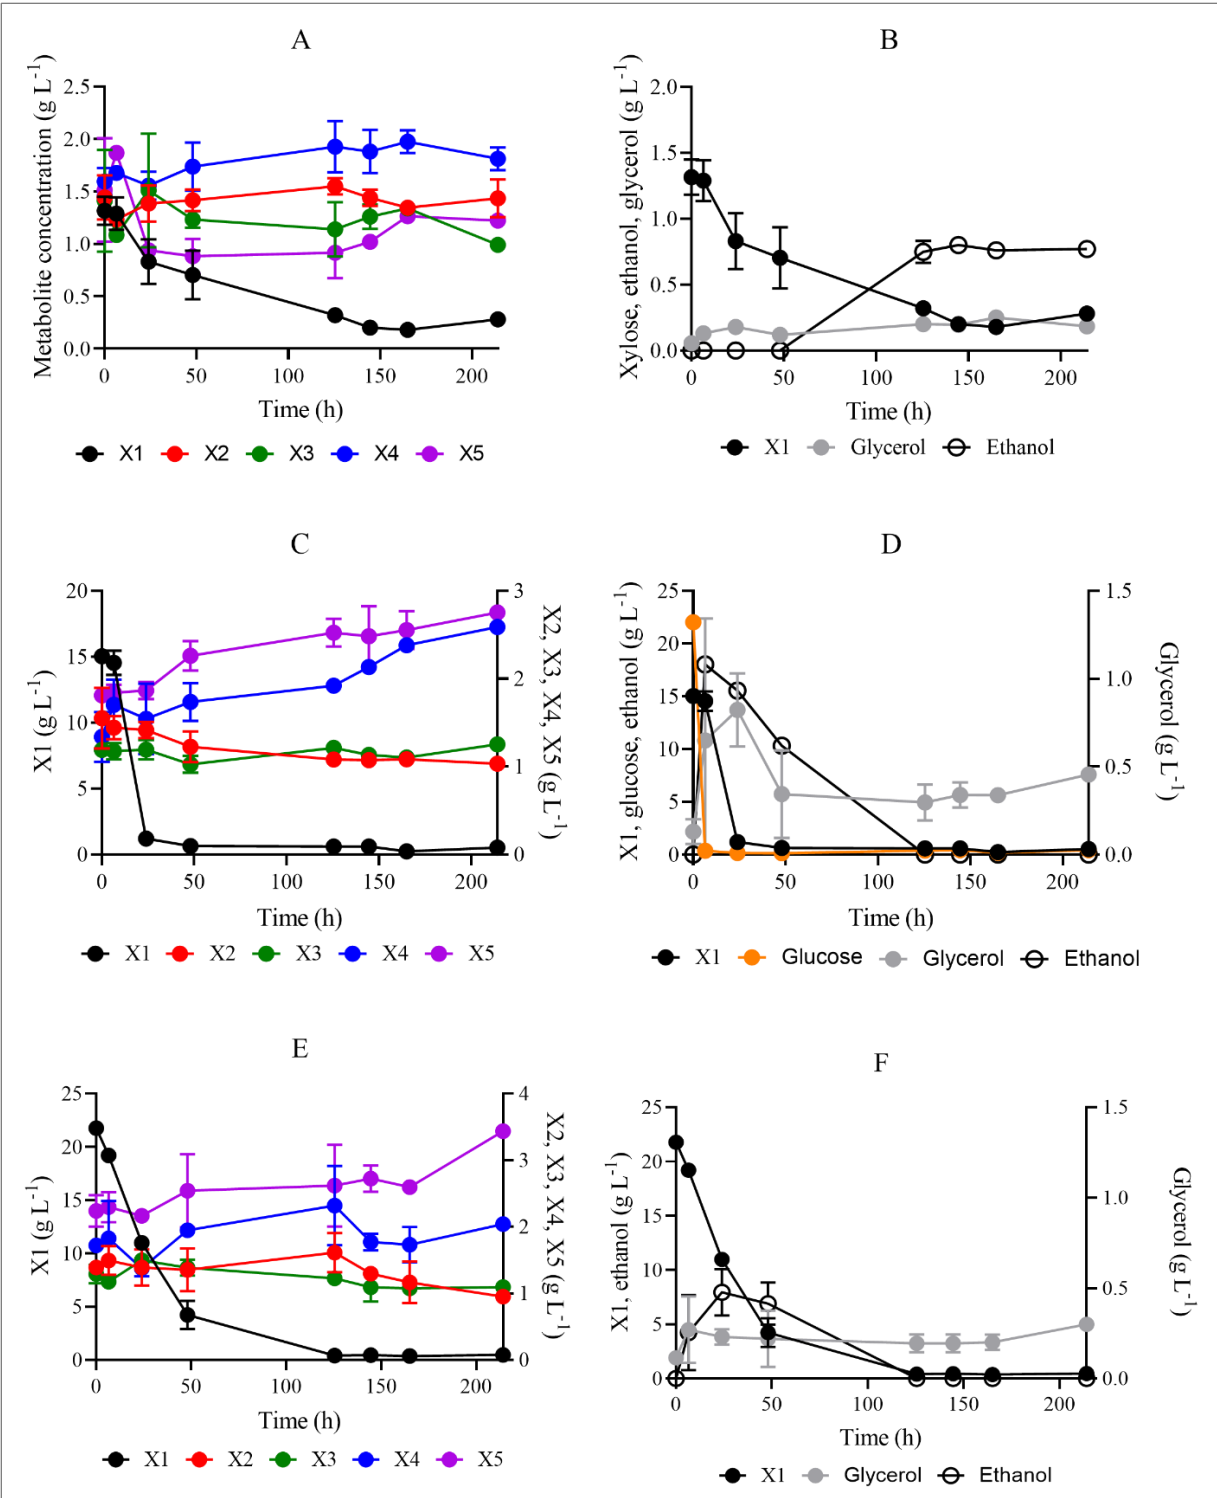 A
Metabolite concentration (g L⁻¹)
2.5
2.0
1.5
1.0
0.5
0.0
0 50 100 150 200
Time (h)
X1 X2 X3 X4 X5
B
Xylose, ethanol, glycerol (g L⁻¹)
2.0
1.5
1.0
0.5
0.0
0 50 100 150 200
Time (h)
X1 Glycerol Ethanol
C
X1 (g L⁻¹)
20
15
10
5
0
3
2
1
0
X2, X3, X4, X5 (g L⁻¹)
0 50 100 150 200
Time (h)
X1 X2 X3 X4 X5
D
X1, glucose, ethanol (g L⁻¹)
25
20
15
10
5
0
1.5
1.0
0.5
0.0
Glycerol (g L⁻¹)
0 50 100 150 200
Time (h)
X1 Glucose Glycerol Ethanol
E
X1 (g L⁻¹)
25
20
15
10
5
0
4
3
2
1
0
X2, X3, X4, X5 (g L⁻¹)
0 50 100 150 200
Time (h)
X1 X2 X3 X4 X5
F
X1, ethanol (g L⁻¹)
25
20
15
10
5
0
1.5
1.0
0.5
0.0
Glycerol (g L⁻¹)
0 50 100 150 200
Time (h)
X1 Glycerol Ethanol